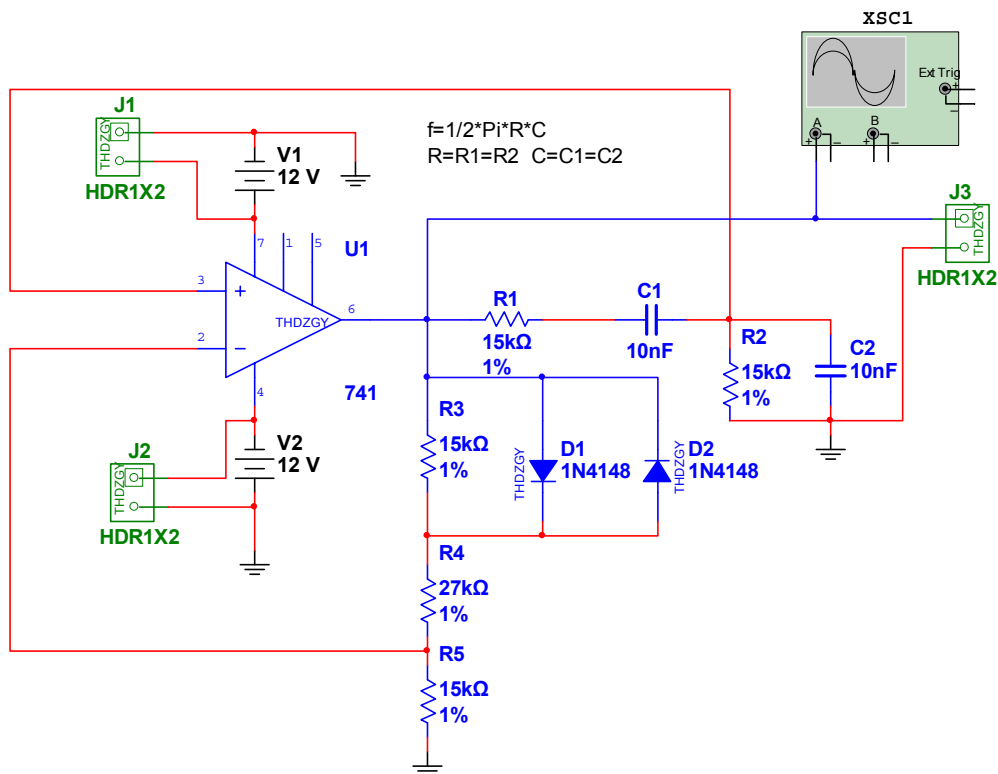 XSC1
Ext Trig
+
−
A
B
+
−
+
−
J1
THDZGY
HDR1X2
V1
12 V
f=1/2*Pi*R*C
R=R1=R2 C=C1=C2
J3
THDZGY
HDR1X2
7
1
5
U1
3
+
THDZGY
6
2
−
4
741
R1
15kΩ
1%
C1
10nF
R2
15kΩ
1%
C2
10nF
J2
THDZGY
HDR1X2
V2
12 V
R3
15kΩ
1%
THDZGY
D1
1N4148
THDZGY
D2
1N4148
R4
27kΩ
1%
R5
15kΩ
1%